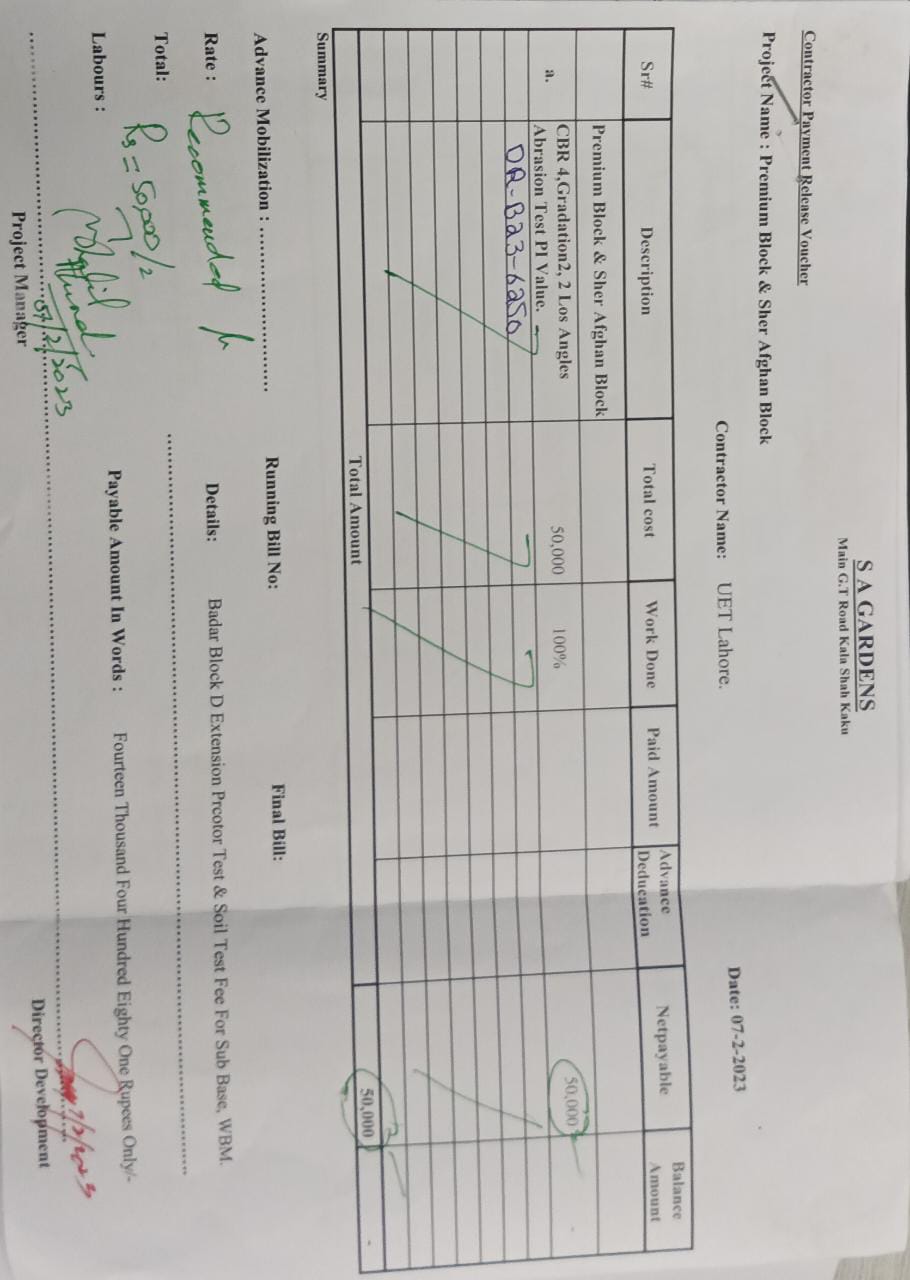 S A GARDENS
Main G.T Road Kala Shah Kaku
Contractor Payment Release Voucher
Date: 07-2-2023
Contractor Name: UET Lahore.
Project Name : Premium Block & Sher Afghan Block
Sr# Description Total cost Work Done Paid Amount Advance Deducation Netpayable Balance Amount
Premium Block & Sher Afghan Block
a. CBR 4,Gradation2, 2 Los Angles 50,000 100% 50,000 -
Abrasion Test PI Value.
DR-B23-6250
Total Amount 50,000 -
Summary
Advance Mobilization : .............................. Running Bill No: Final Bill:
Rate : Recommended Details: Badar Block D Extension Prcotor Test & Soil Test Fee For Sub Base, WBM.
Total: Rs = 50,000/2
Labours : Payable Amount In Words : Fourteen Thousand Four Hundred Eighty One Rupees Only/-
07/2/2023 7/2/2023
Project Manager Director Development